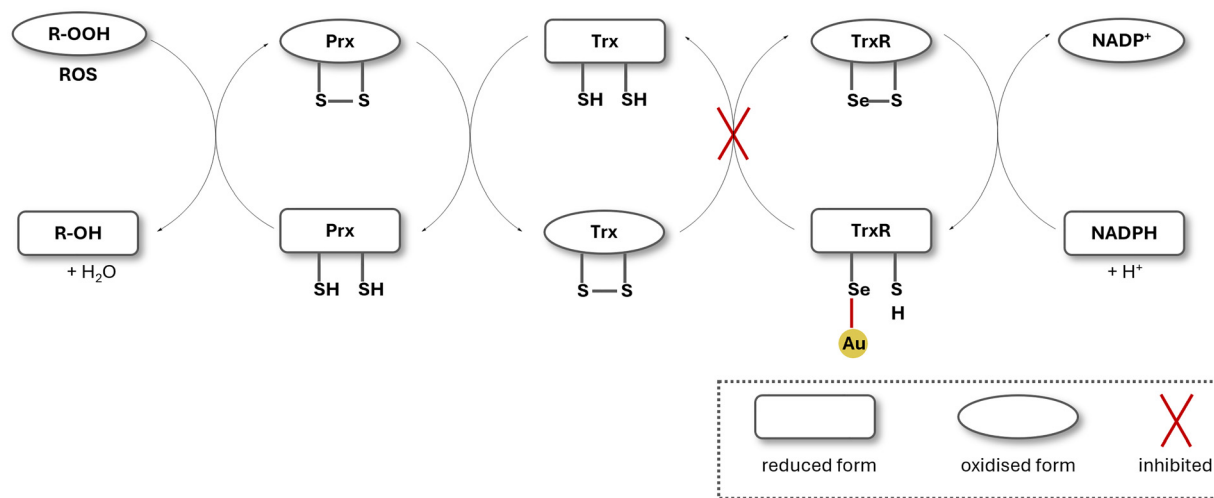 R-OOH
ROS
Prx
S S
Trx
SH SH
TrxR
Se S
NADP⁺
R-OH
+ H₂O
Prx
SH SH
Trx
S S
TrxR
Se S
H
Au
NADPH
+ H⁺
reduced form
oxidised form
inhibited